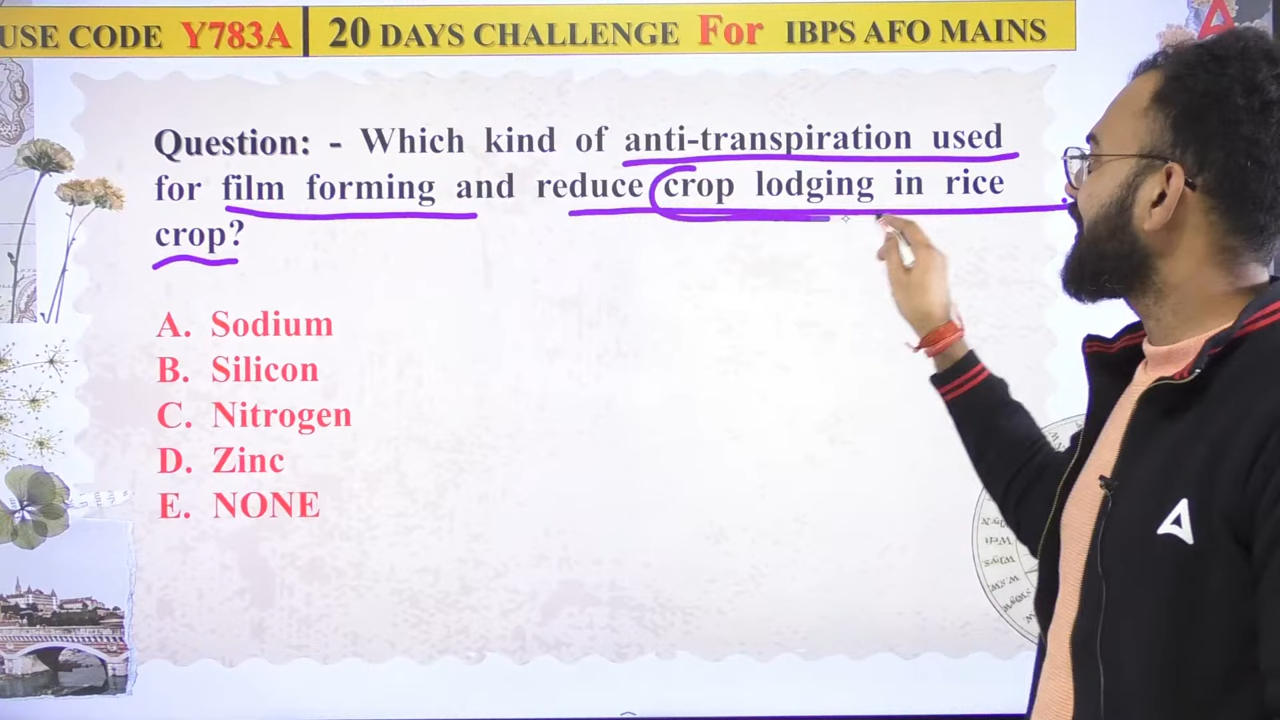 USE CODE Y783A 20 DAYS CHALLENGE For IBPS AFO MAINS
Question: - Which kind of anti-transpiration used
for film forming and reduce crop lodging in rice
crop?
A. Sodium
B. Silicon
C. Nitrogen
D. Zinc
E. NONE